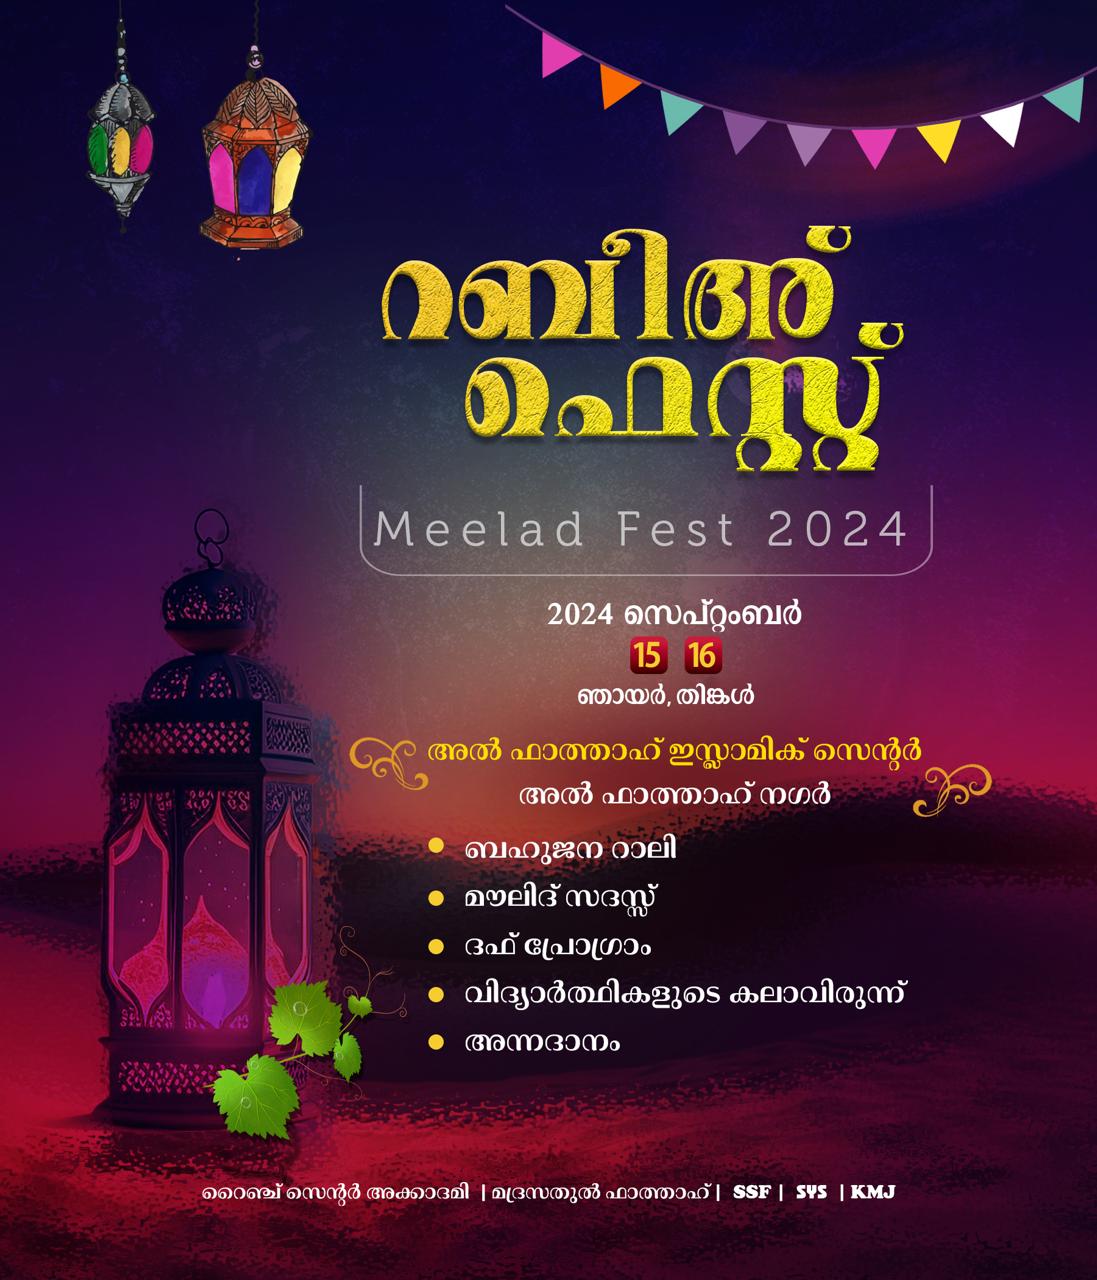 റബീഅ്
ഫെസ്റ്റ്
Meelad Fest 2024
2024 സെപ്റ്റംബർ
15 16
ഞായർ, തിങ്കൾ
അൽ ഫാത്താഹ് ഇസ്ലാമിക് സെന്റർ
അൽ ഫാത്താഹ് നഗർ
ബഹുജന റാലി
മൗലിദ് സദസ്സ്
ദഫ് പ്രോഗ്രാം
വിദ്യാർത്ഥികളുടെ കലാവിരുന്ന്
അന്നദാനം
റൈഞ്ച് സെന്റർ അക്കാദമി | മദ്രസതുൽ ഫാത്താഹ് | SSF | SYS | KMJ